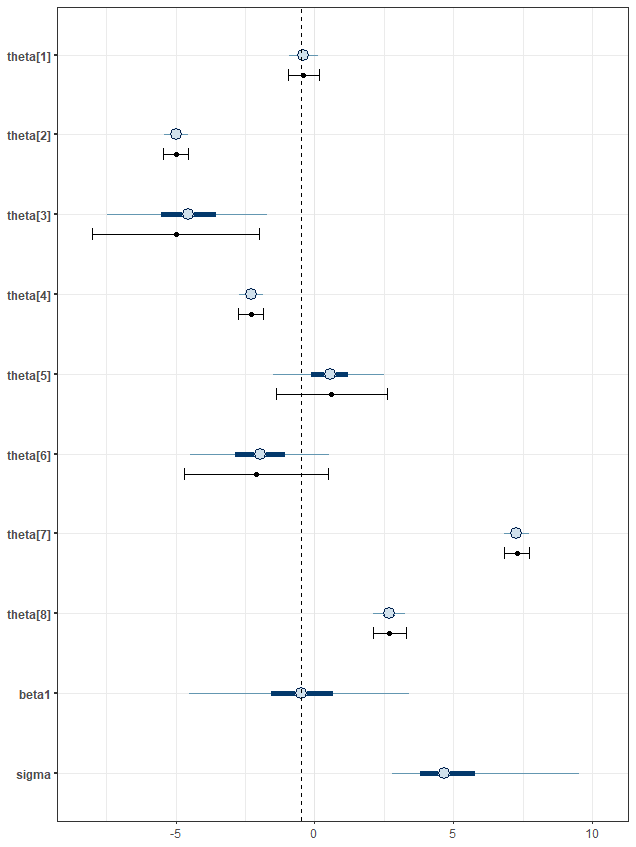 theta[1]
theta[2]
theta[3]
theta[4]
theta[5]
theta[6]
theta[7]
theta[8]
beta1
sigma
-5 0 5 10